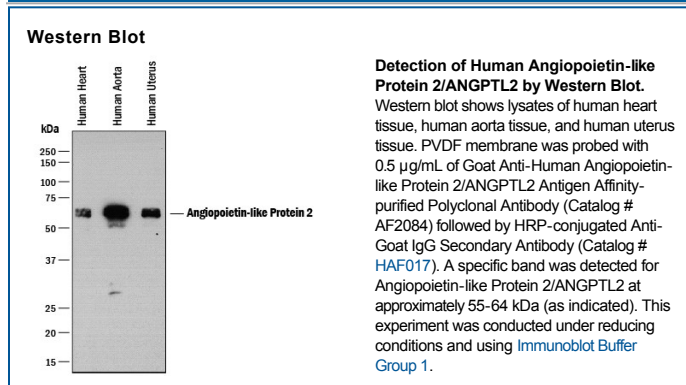 Western Blot
Human Heart
Human Aorta
Human Uterus
kDa
250
150
100
75
50
37
25
20
15
Angiopoietin-like Protein 2
Detection of Human Angiopoietin-like
Protein 2/ANGPTL2 by Western Blot.
Western blot shows lysates of human heart
tissue, human aorta tissue, and human uterus
tissue. PVDF membrane was probed with
0.5 µg/mL of Goat Anti-Human Angiopoietin-
like Protein 2/ANGPTL2 Antigen Affinity-
purified Polyclonal Antibody (Catalog #
AF2084) followed by HRP-conjugated Anti-
Goat IgG Secondary Antibody (Catalog #
HAF017). A specific band was detected for
Angiopoietin-like Protein 2/ANGPTL2 at
approximately 55-64 kDa (as indicated). This
experiment was conducted under reducing
conditions and using Immunoblot Buffer
Group 1.